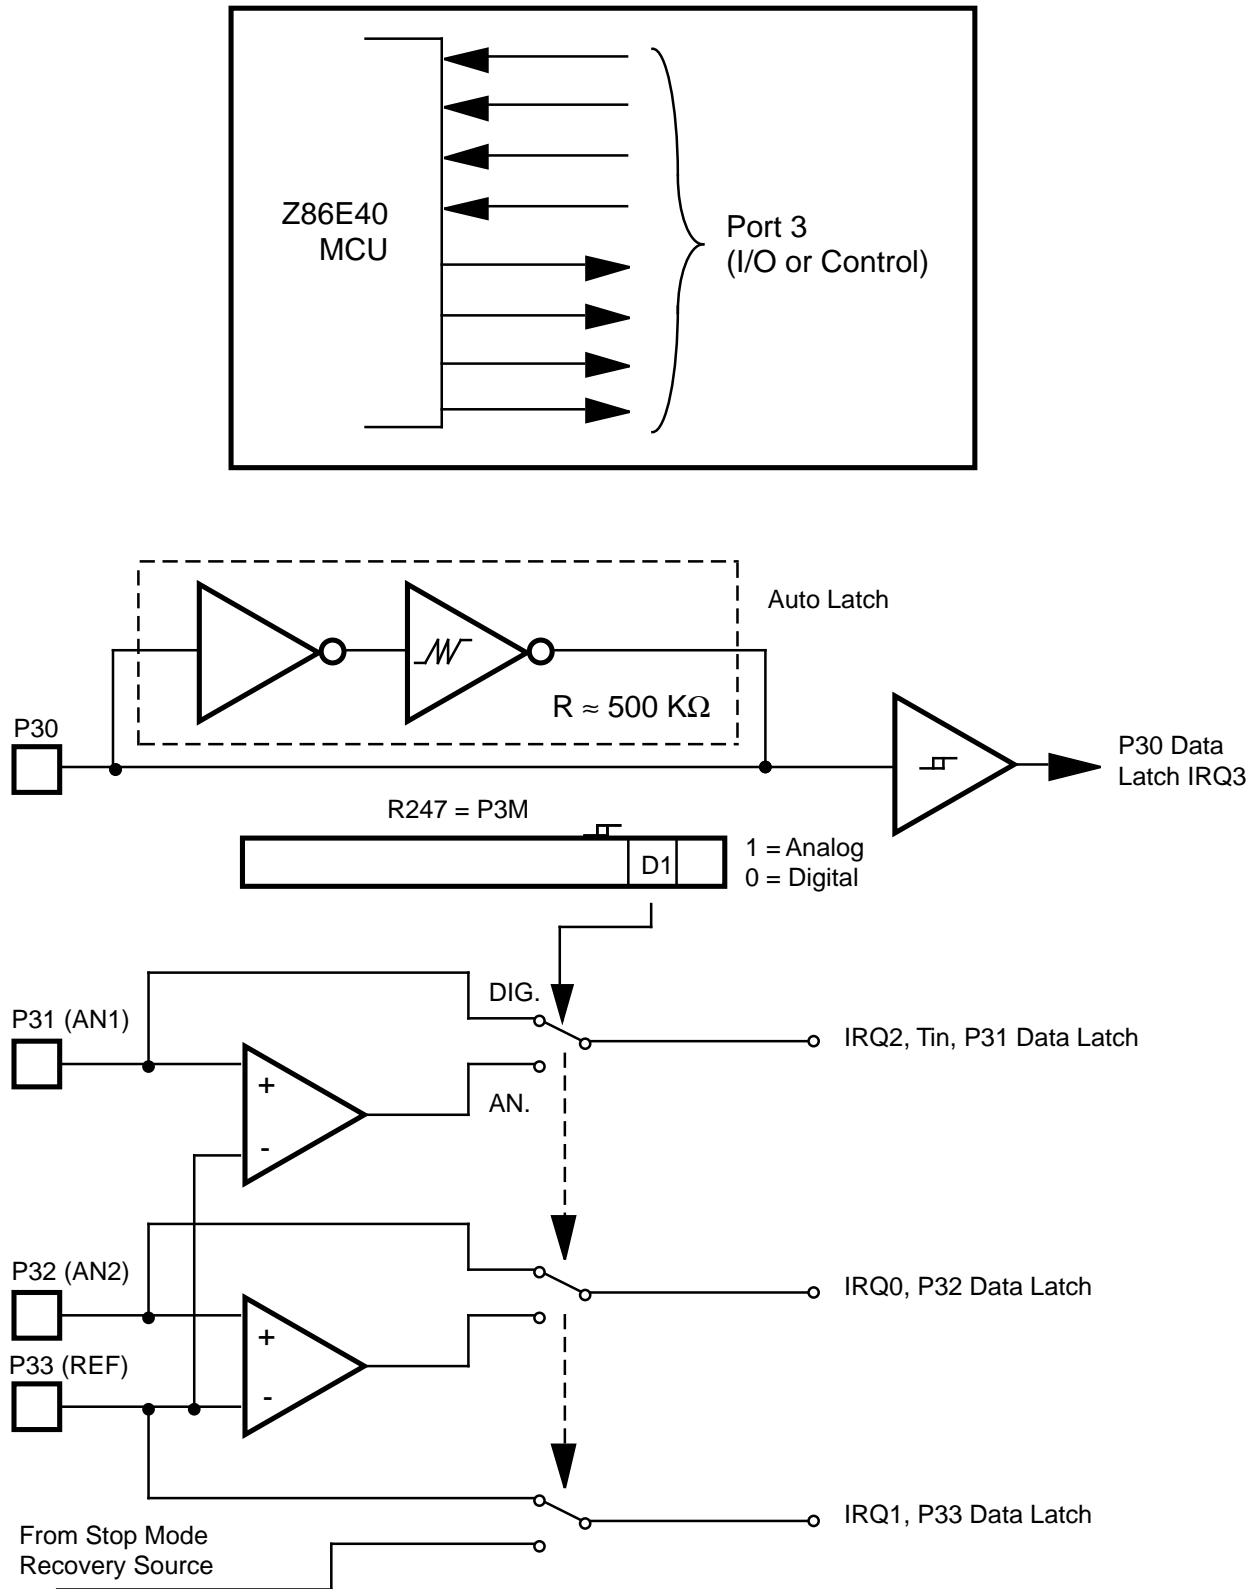 Z86E40
MCU
Port 3
(I/O or Control)
Auto Latch
R ≈ 500 KΩ
P30
P30 Data
Latch IRQ3
R247 = P3M
D1
1 = Analog
0 = Digital
DIG.
P31 (AN1)
IRQ2, Tin, P31 Data Latch
+
AN.
-
P32 (AN2)
IRQ0, P32 Data Latch
+
P33 (REF)
-
IRQ1, P33 Data Latch
From Stop Mode
Recovery Source